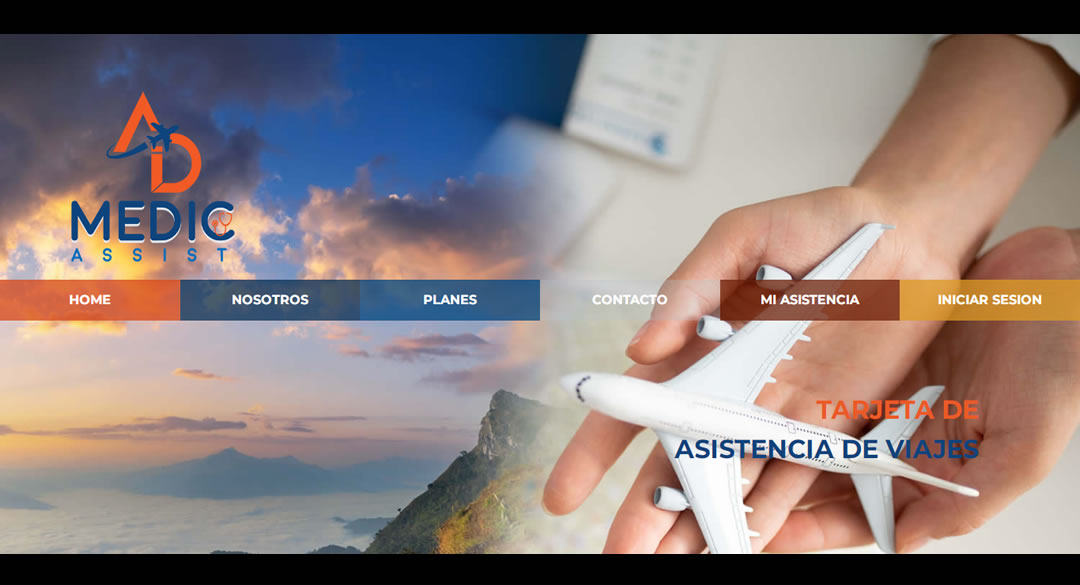 AD
MEDIC
ASSIST
HOME
NOSOTROS
PLANES
CONTACTO
MI ASISTENCIA
INICIAR SESION
TARJETA DE
ASISTENCIA DE VIAJES